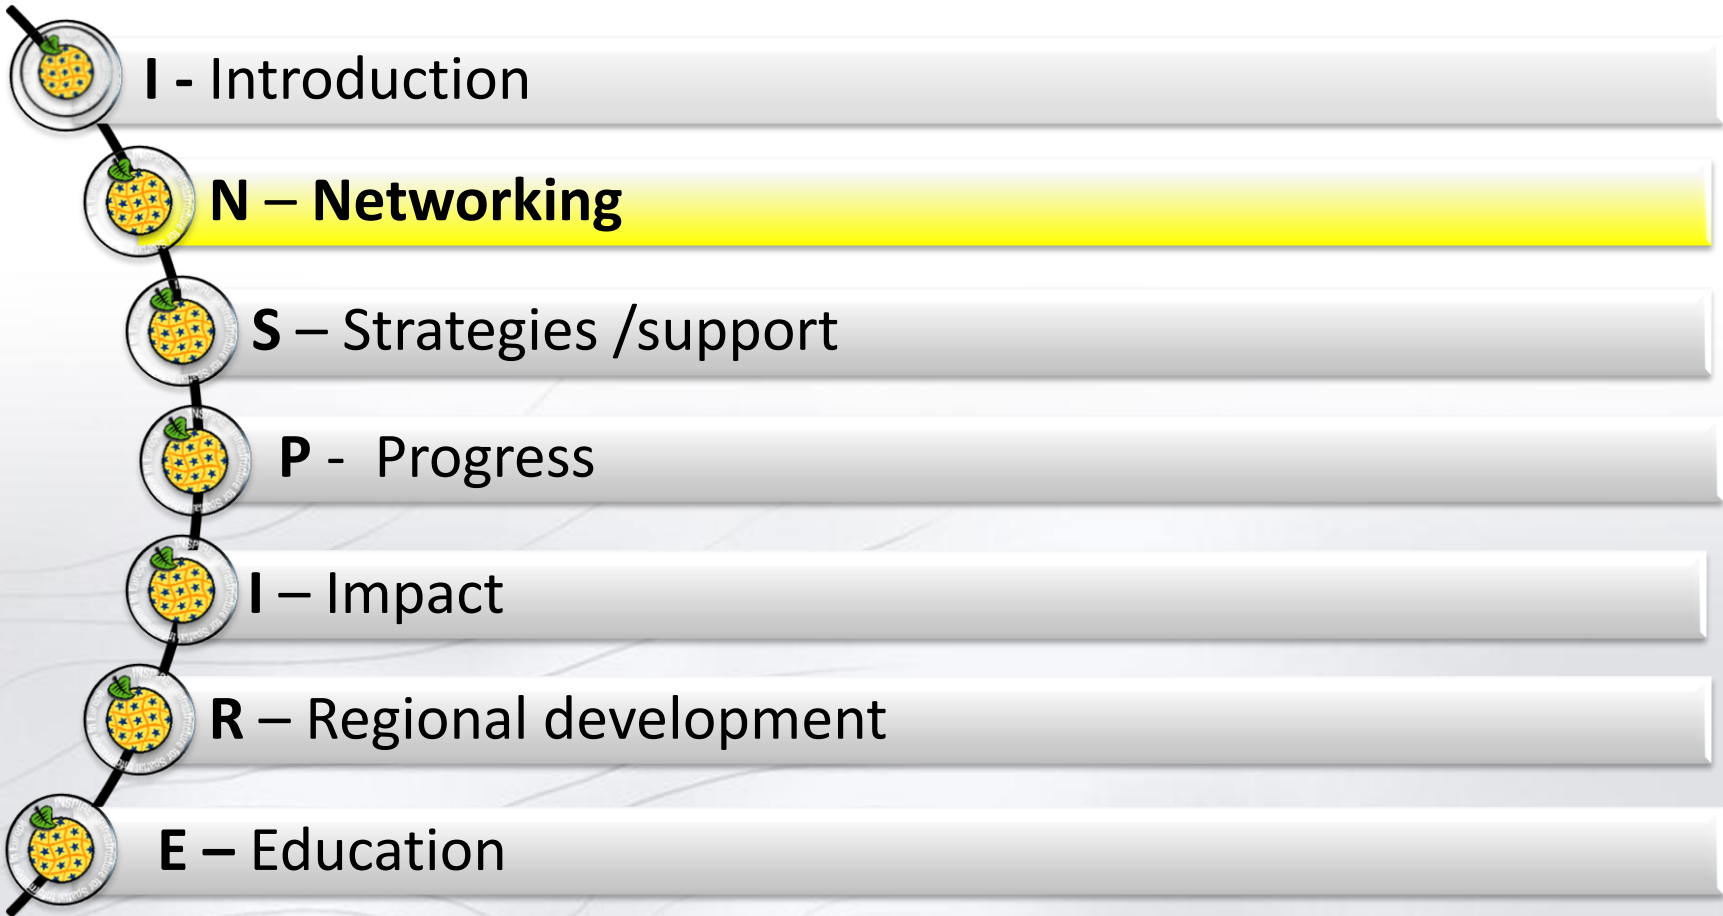 I - Introduction
N – Networking
S – Strategies /support
P -  Progress
I – Impact
R – Regional development
E – Education